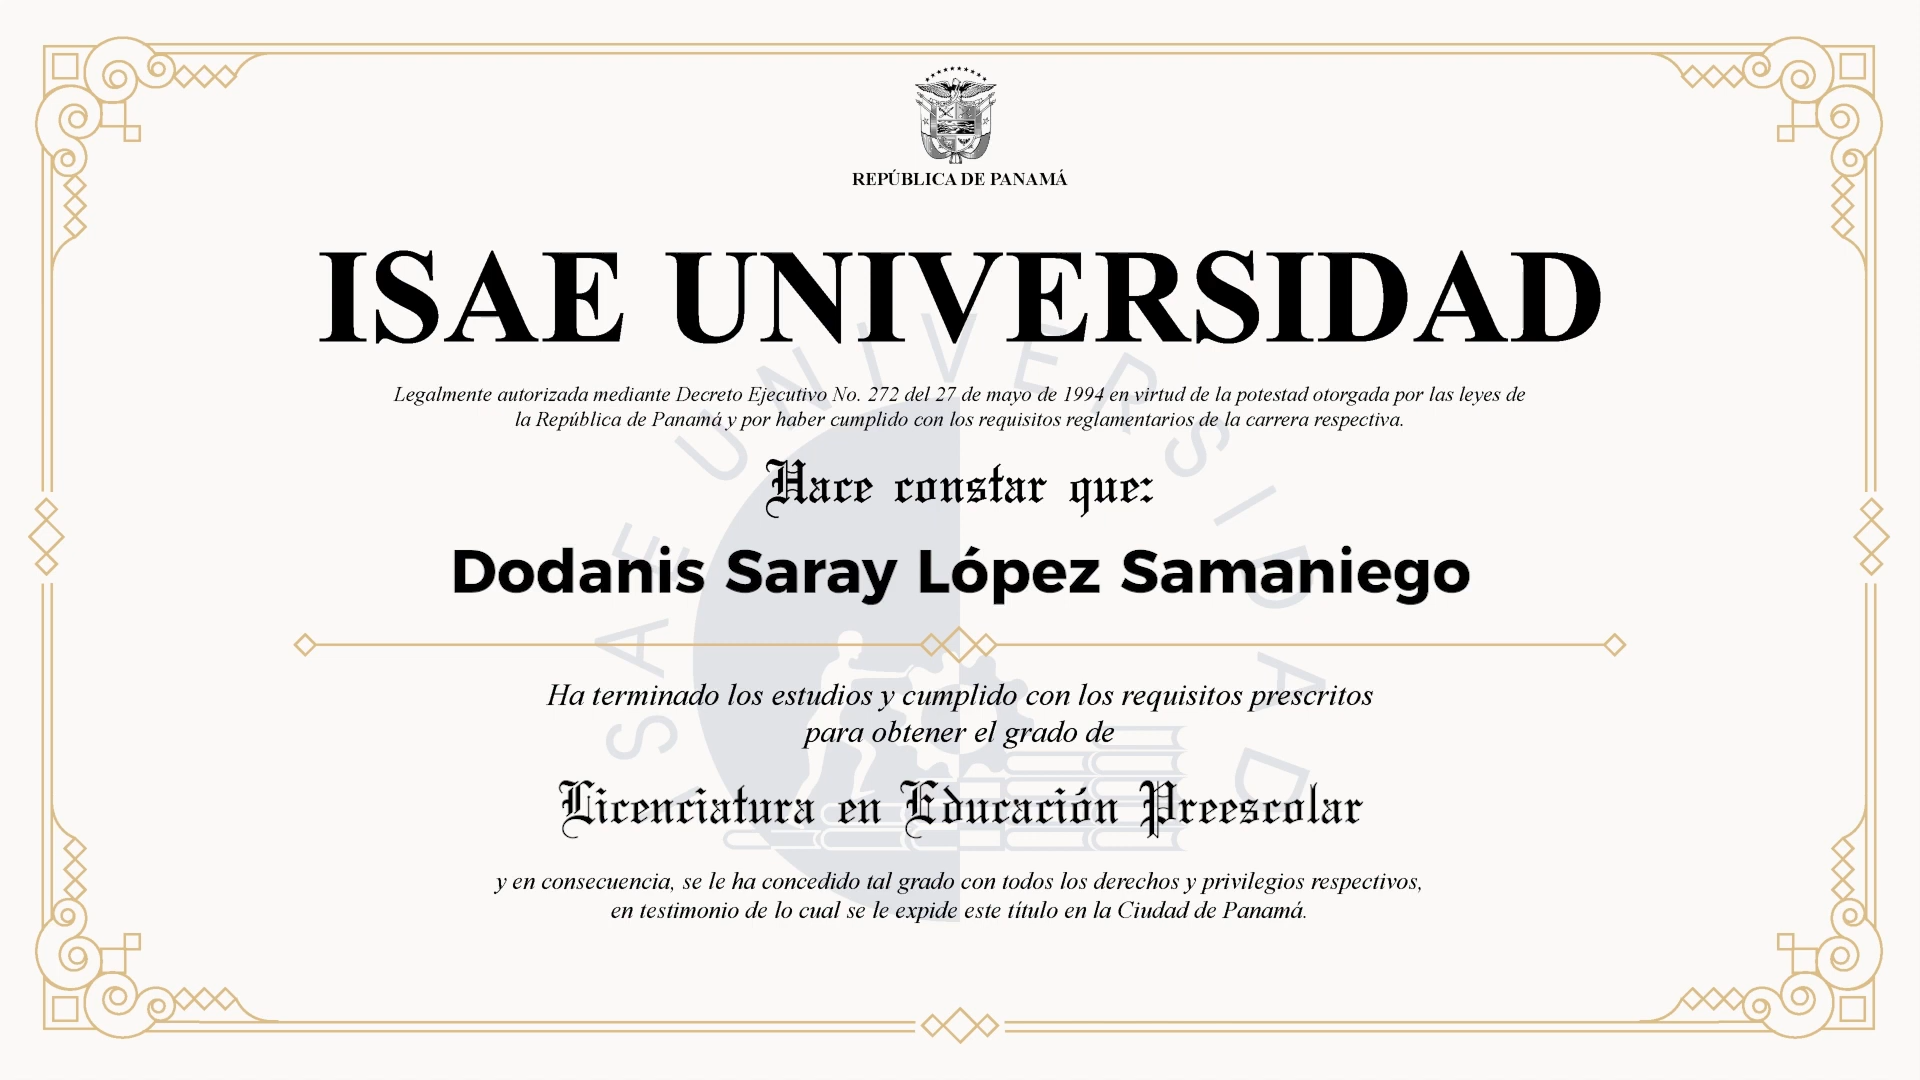 REPÚBLICA DE PANAMÁ
ISAE UNIVERSIDAD
Legalmente autorizada mediante Decreto Ejecutivo No. 272 del 27 de mayo de 1994 en virtud de la potestad otorgada por las leyes de
la República de Panamá y por haber cumplido con los requisitos reglamentarios de la carrera respectiva.
Hace constar que:
Dodanis Saray López Samaniego
Ha terminado los estudios y cumplido con los requisitos prescritos
para obtener el grado de
Licenciatura en Educación Preescolar
y en consecuencia, se le ha concedido tal grado con todos los derechos y privilegios respectivos,
en testimonio de lo cual se le expide este título en la Ciudad de Panamá.
ISAE UNIVERSIDAD